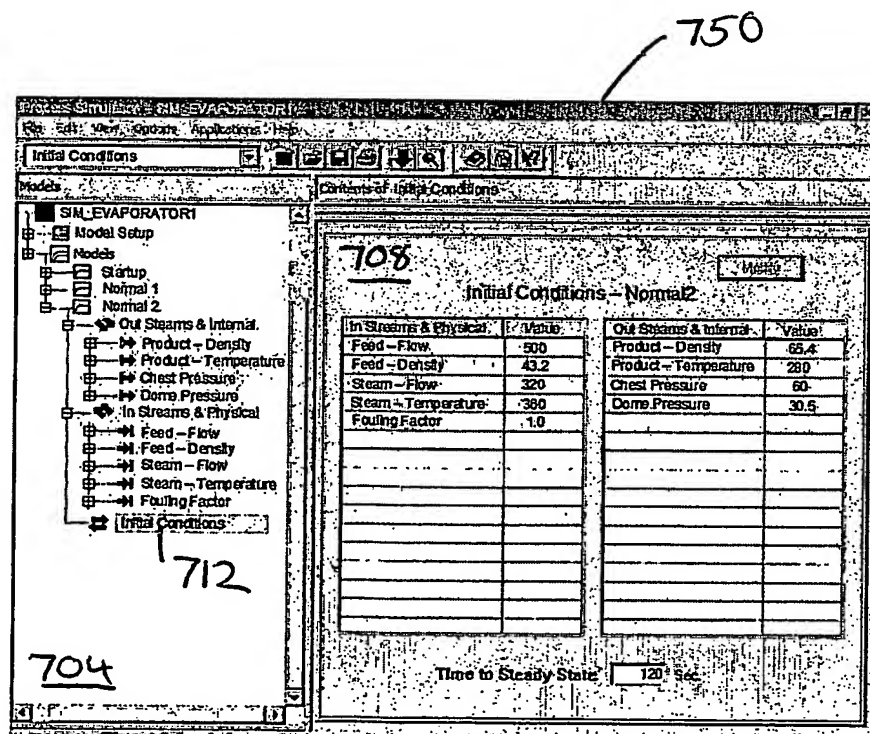 750
Process Simulation - SIM_EVAPORATOR1
File Edit View Options Applications Help
Initial Conditions
Models
Contents of Initial Conditions
SIM_EVAPORATOR1
Model Setup
Models
Startup
Normal 1
Normal 2
Out Steams & Internal
Product – Density
Product – Temperature
Chest Pressure
Dome Pressure
In Streams & Physical
Feed – Flow
Feed – Density
Steam – Flow
Steam – Temperature
Fouling Factor
Initial Conditions
712
704
708
Modify
Initial Conditions – Normal2
In Streams & Physical Value
Feed – Flow 500
Feed – Density 43.2
Steam – Flow 320
Steam – Temperature 380
Fouling Factor 1.0
Out Steams & Internal Value
Product – Density 65.4
Product – Temperature 280
Chest Pressure 60
Dome Pressure 30.5
Time to Steady State 120 Sec